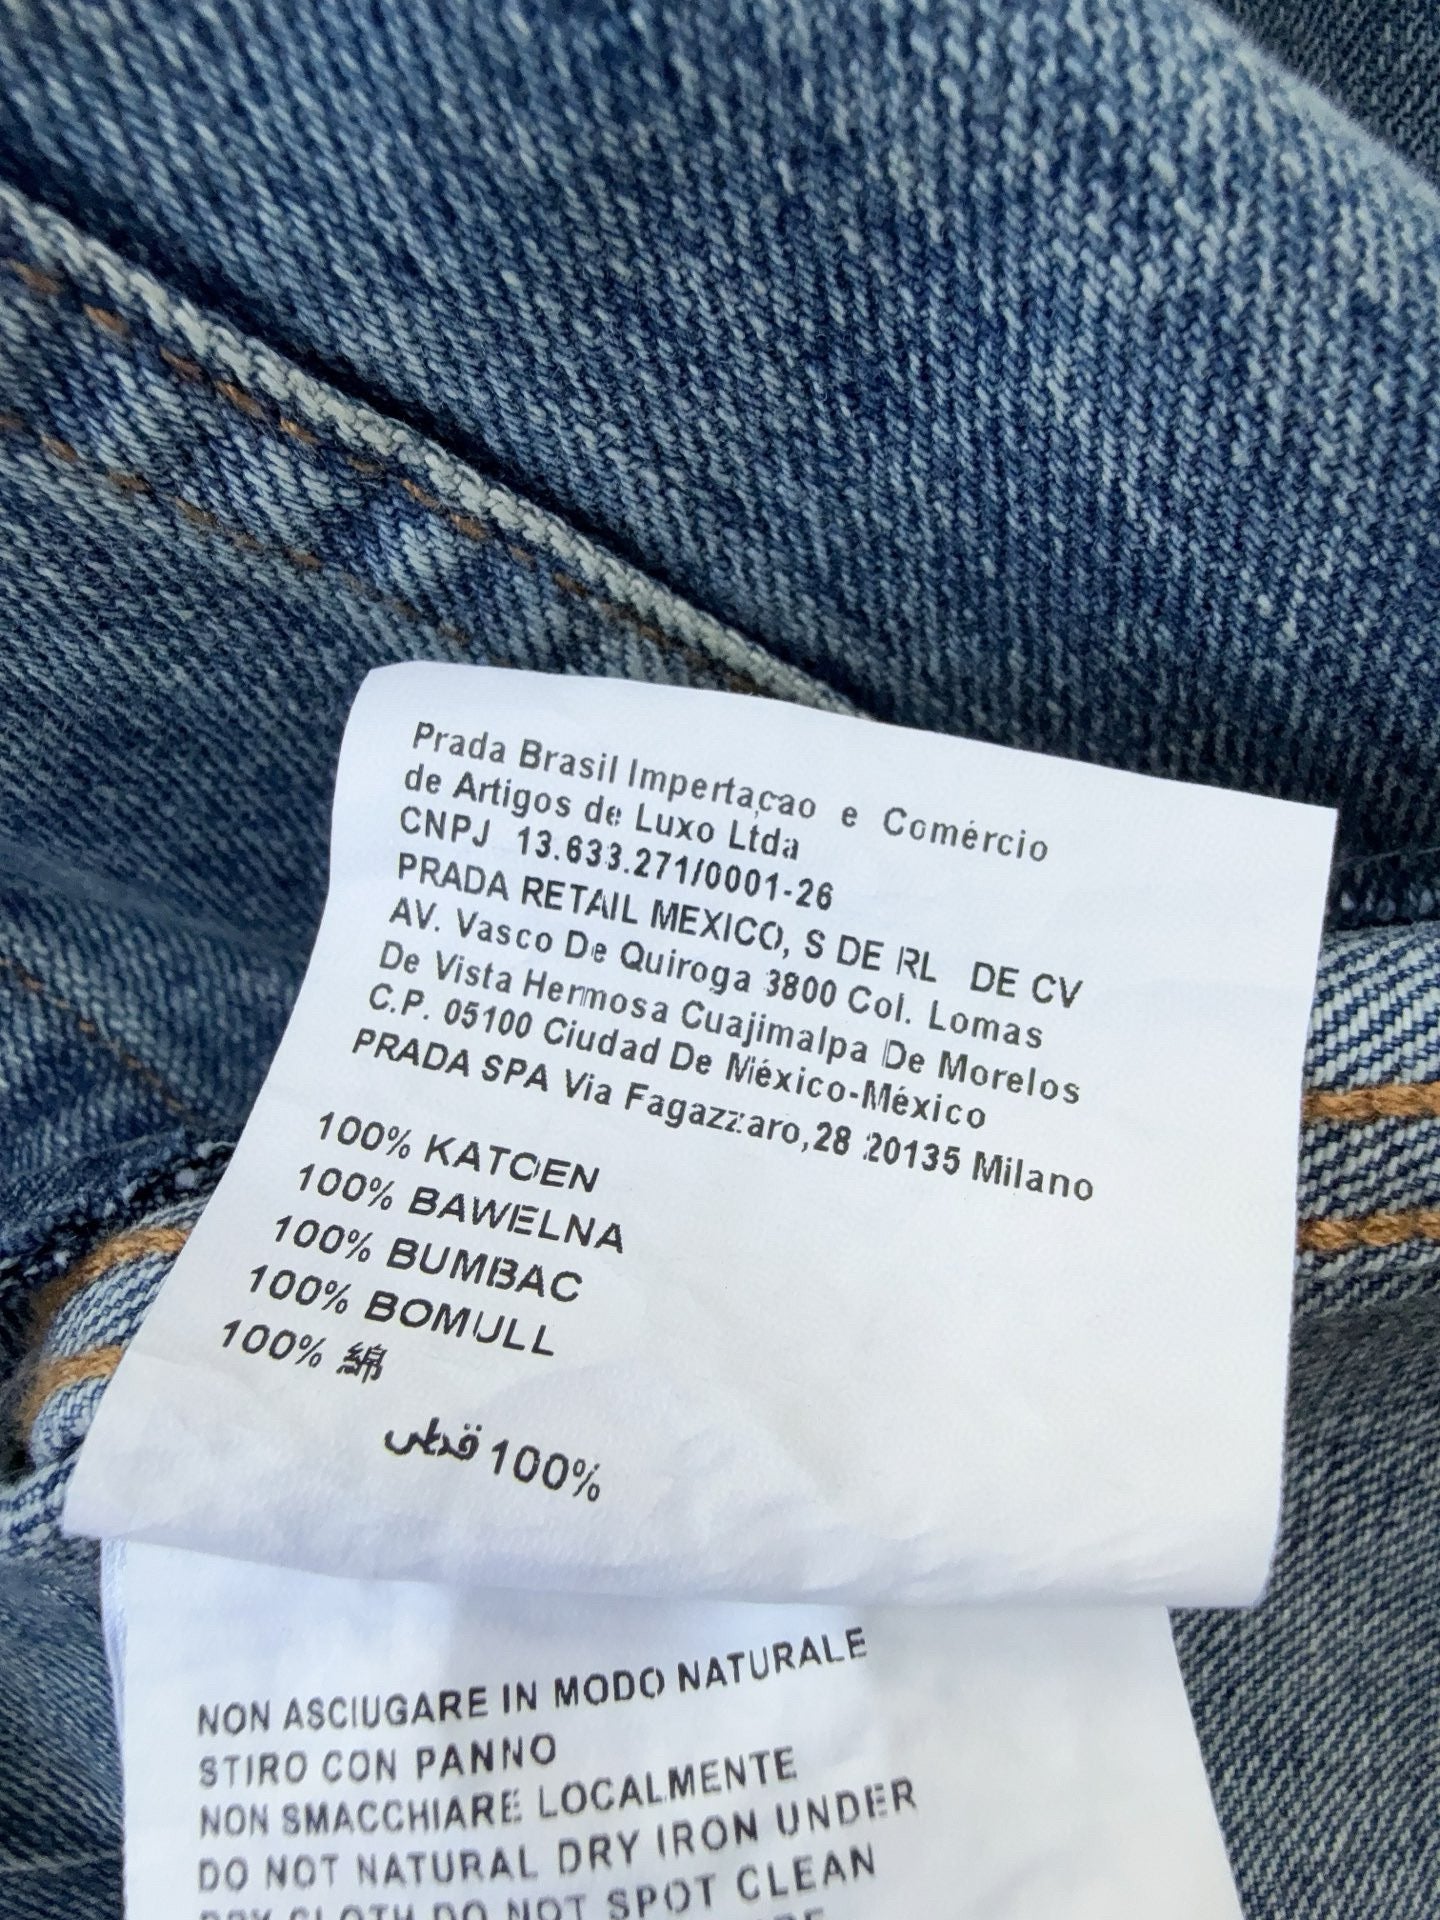 Prada Brasil Impertaçao e Comércio
de Artigos de Luxo Ltda
CNPJ 13.633.271/0001-26
PRADA RETAIL MEXICO, S DE RL DE CV
AV. Vasco De Quiroga 3800 Col. Lomas
De Vista Hermosa Cuajimalpa De Morelos
C.P. 05100 Ciudad De México-México
PRADA SPA Via Fagazzaro,28 20135 Milano
100% KATOEN
100% BAWELNA
100% BUMBAC
100% BOMULL
100% 綿
100%
NON ASCIUGARE IN MODO NATURALE
STIRO CON PANNO
NON SMACCHIARE LOCALMENTE
DO NOT NATURAL DRY IRON UNDER
DRY CLOTH DO NOT SPOT CLEAN